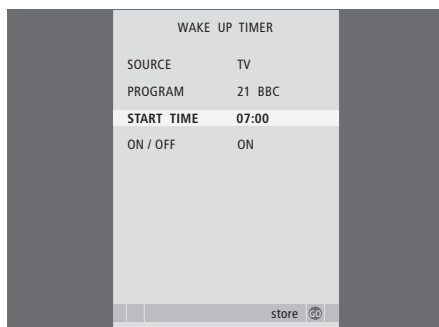 WAKE UP TIMER
SOURCE TV
PROGRAM 21 BBC
START TIME 07:00
ON / OFF ON
store GO